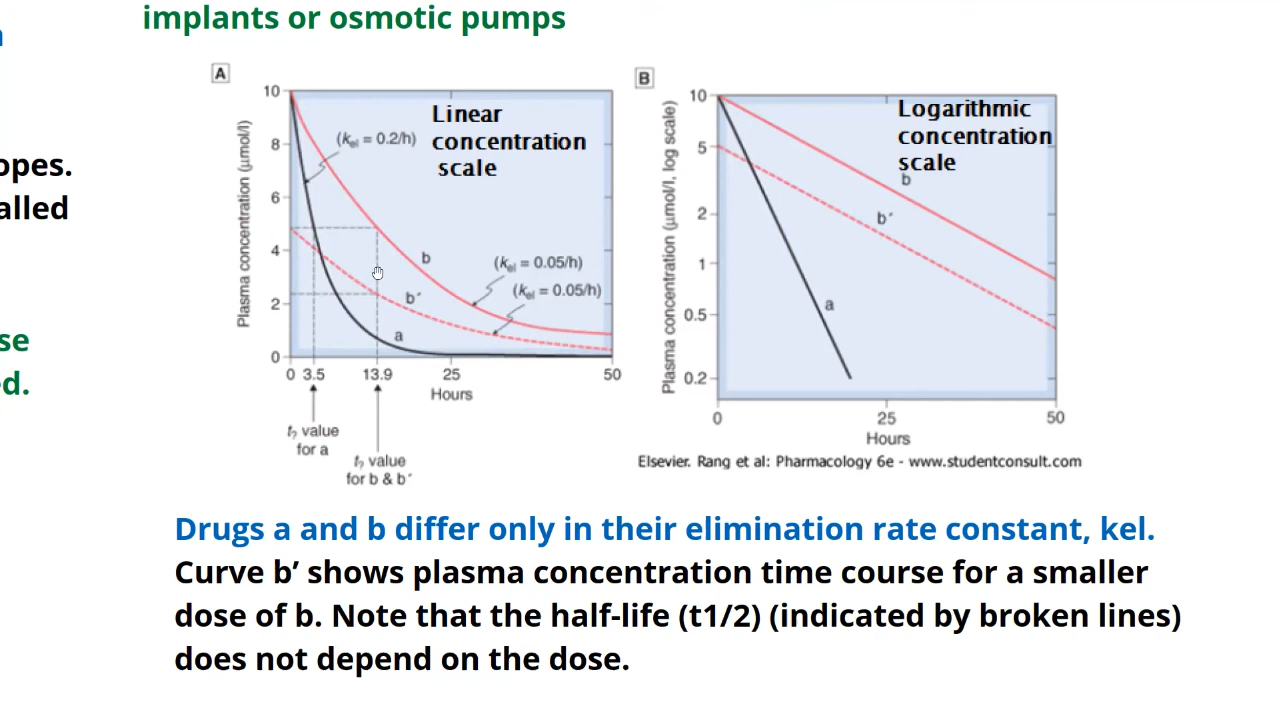 implants or osmotic pumps
opes.
alled
se
ed.
A
Linear
concentration
scale
(kel = 0.2/h)
Plasma concentration (μmol/l)
10
8
6
4
2
0
b
(kel = 0.05/h)
(kel = 0.05/h)
b′
a
0 3.5 13.9 25 50
Hours
t? value
for a
t? value
for b & b′
B
Logarithmic
concentration
scale
Plasma concentration (μmol/l, log scale)
10
5
2
1
0.5
0.2
b
b′
a
0 25 50
Hours
Elsevier. Rang et al: Pharmacology 6e - www.studentconsult.com
Drugs a and b differ only in their elimination rate constant, kel.
Curve b’ shows plasma concentration time course for a smaller
dose of b. Note that the half-life (t1/2) (indicated by broken lines)
does not depend on the dose.